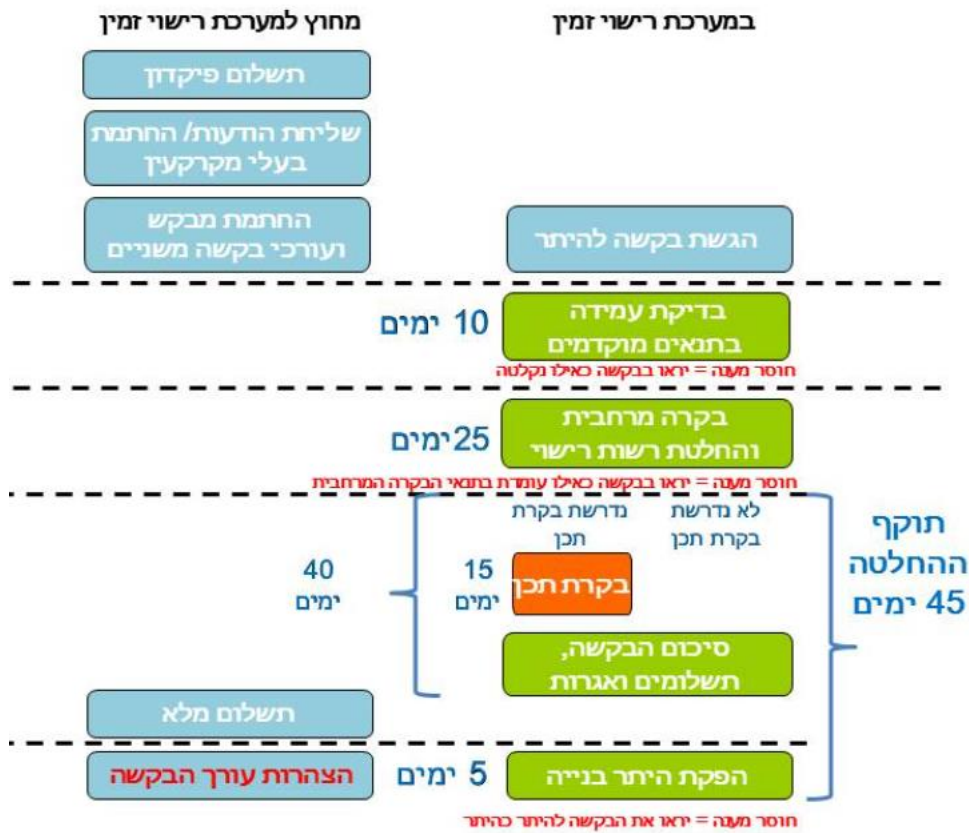 במערכת רישוי זמין
מחוץ למערכת רישוי זמין
תשלום פיקדון
שליחת הודעות/ החתמת
בעלי מקרקעין
הגשת בקשה להיתר
החתמת מבקש
ועורכי בקשה משניים
בדיקת עמידה
בתנאים מוקדמים
10 ימים
חוסר מענה = יראו בבקשה כאילו נקלטה
בקרה מרחבית
והחלטת רשות רישוי
25 ימים
חוסר מענה = יראו בבקשה כאילו עומדת בתנאי הבקרה המרחבית
תוקף
ההחלטה
45 ימים
לא נדרשת
בקרת תכן
נדרשת בקרת
תכן
בקרת תכן
15
ימים
40
ימים
סיכום הבקשה,
תשלומים ואגרות
תשלום מלא
הפקת היתר בנייה
5 ימים
הצהרות עורך הבקשה
חוסר מענה = יראו את הבקשה להיתר כהיתר